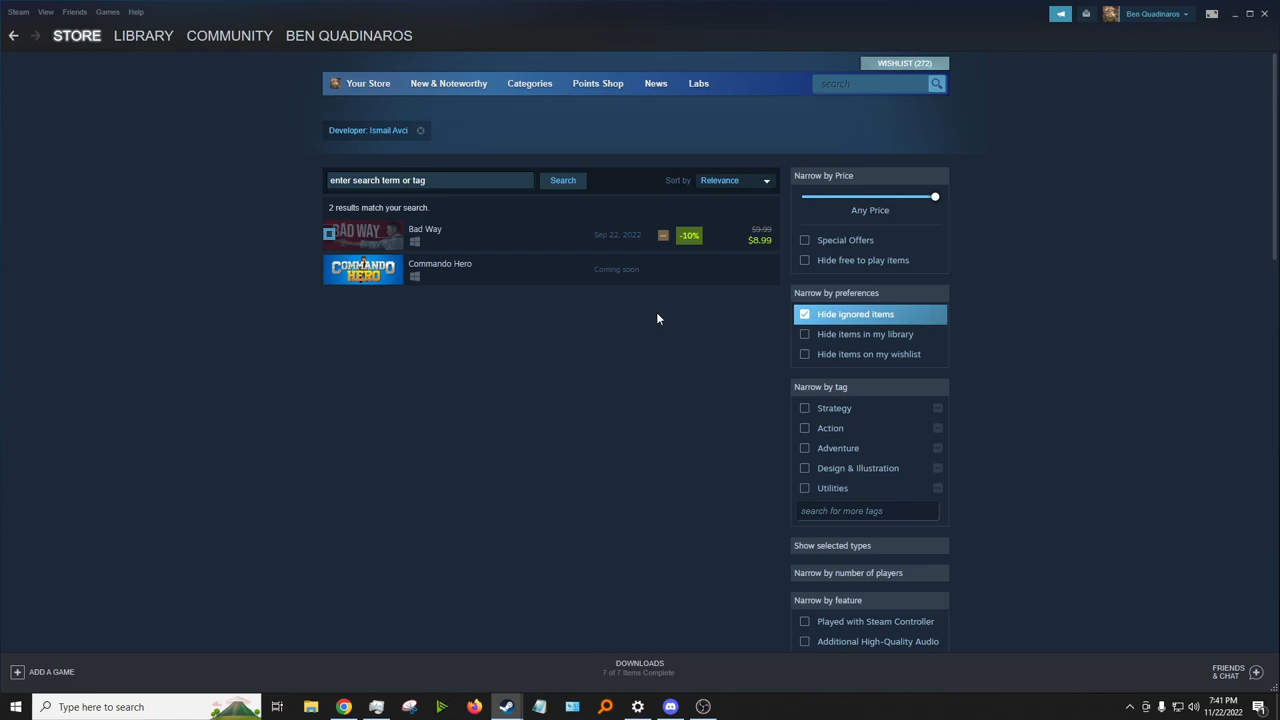 Steam View Friends Games Help
Ben Quadinaros
STORE LIBRARY COMMUNITY BEN QUADINAROS
WISHLIST (272)
Your Store New & Noteworthy Categories Points Shop News Labs search
Developer: Ismail Avci
enter search term or tag Search Sort by Relevance
2 results match your search.
BAD WAY Bad Way Sep 22, 2022 -10% $9.99 $8.99
COMMANDO HERO Commando Hero Coming soon
Narrow by Price
Any Price
Special Offers
Hide free to play items
Narrow by preferences
Hide ignored items
Hide items in my library
Hide items on my wishlist
Narrow by tag
Strategy
Action
Adventure
Design & Illustration
Utilities
search for more tags
Show selected types
Narrow by number of players
Narrow by feature
Played with Steam Controller
Additional High-Quality Audio
ADD A GAME
DOWNLOADS
7 of 7 Items Complete
FRIENDS
& CHAT
Type here to search
7:41 PM
11/22/2022